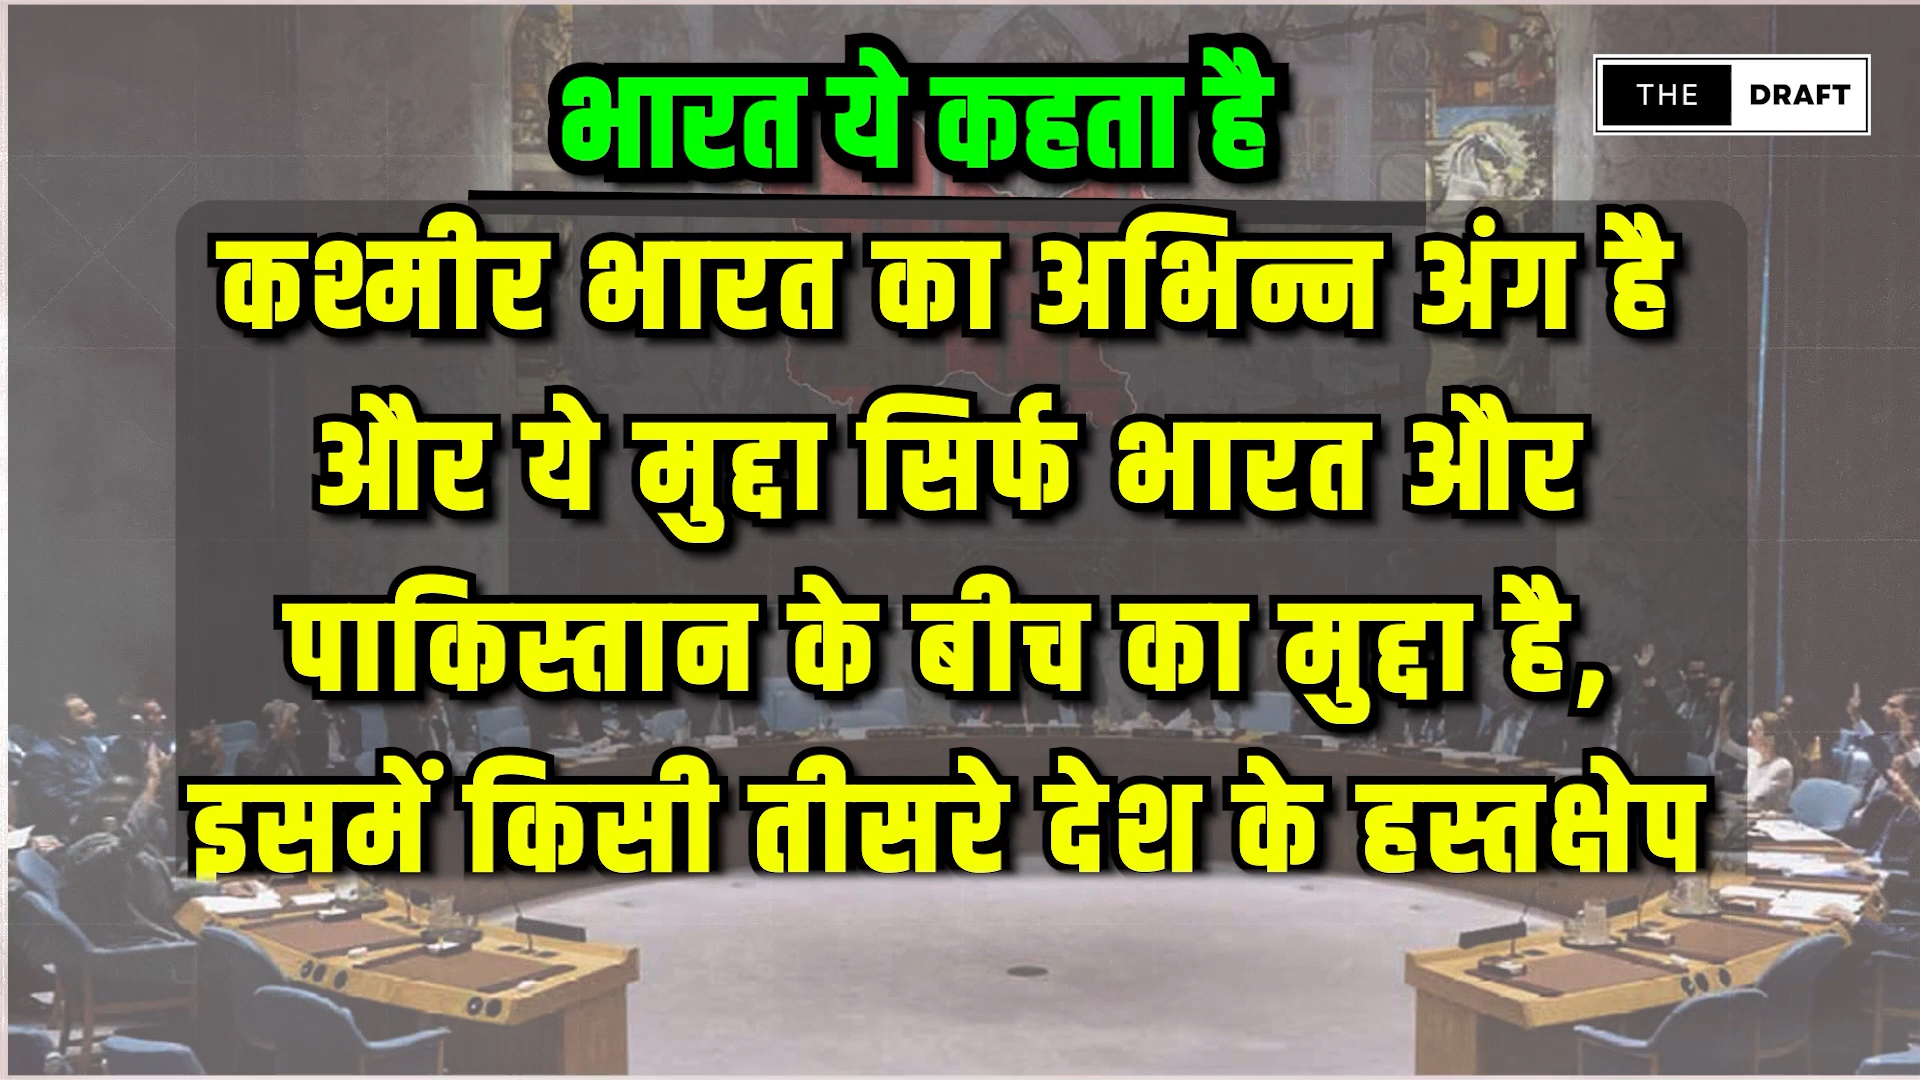 भारत ये कहता है
THE DRAFT
कश्मीर भारत का अभिन्न अंग है
और ये मुद्दा सिर्फ भारत और
पाकिस्तान के बीच का मुद्दा है,
इसमें किसी तीसरे देश के हस्तक्षेप